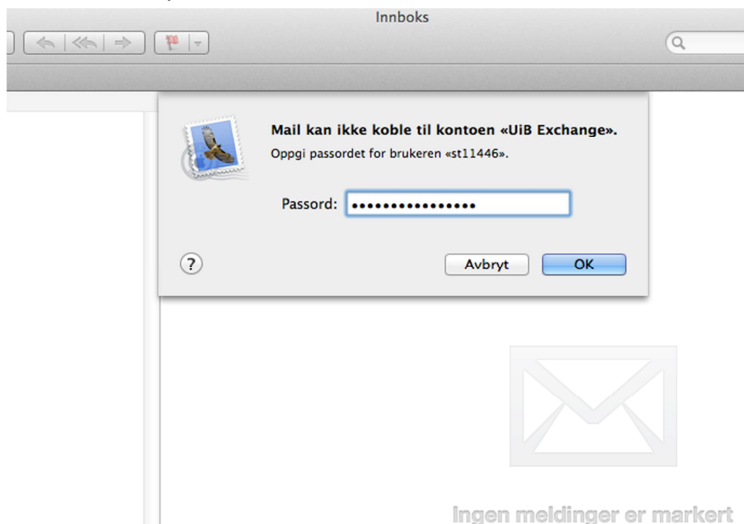 Innboks
Mail kan ikke koble til kontoen «UiB Exchange».
Oppgi passordet for brukeren «st11446».
Passord: ••••••••••••••••
?
Avbryt
OK
Ingen meldinger er markert